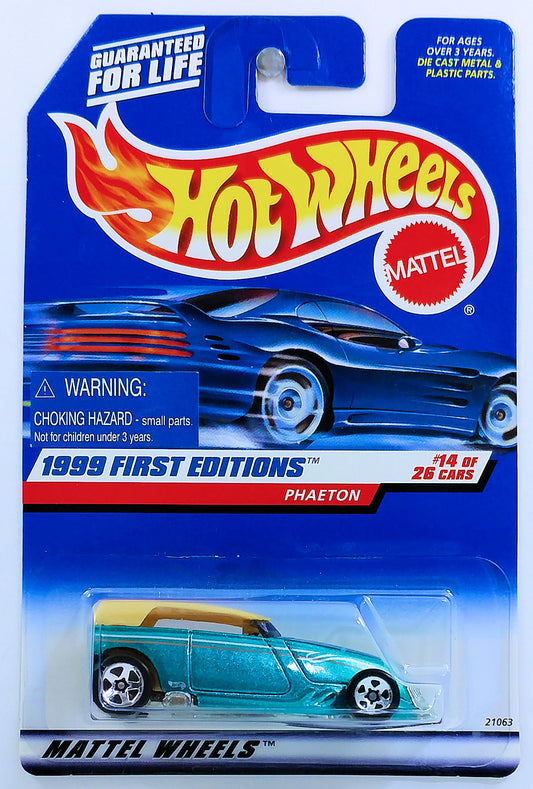 GUARANTEED
FOR LIFE
FOR AGES
OVER 3 YEARS.
DIE CAST METAL &
PLASTIC PARTS.
HOT WHEELS
MATTEL
®
⚠ WARNING:
CHOKING HAZARD - small parts.
Not for children under 3 years.
1999 FIRST EDITIONS™
#14 OF
26 CARS
PHAETON
21063
MATTEL WHEELS™